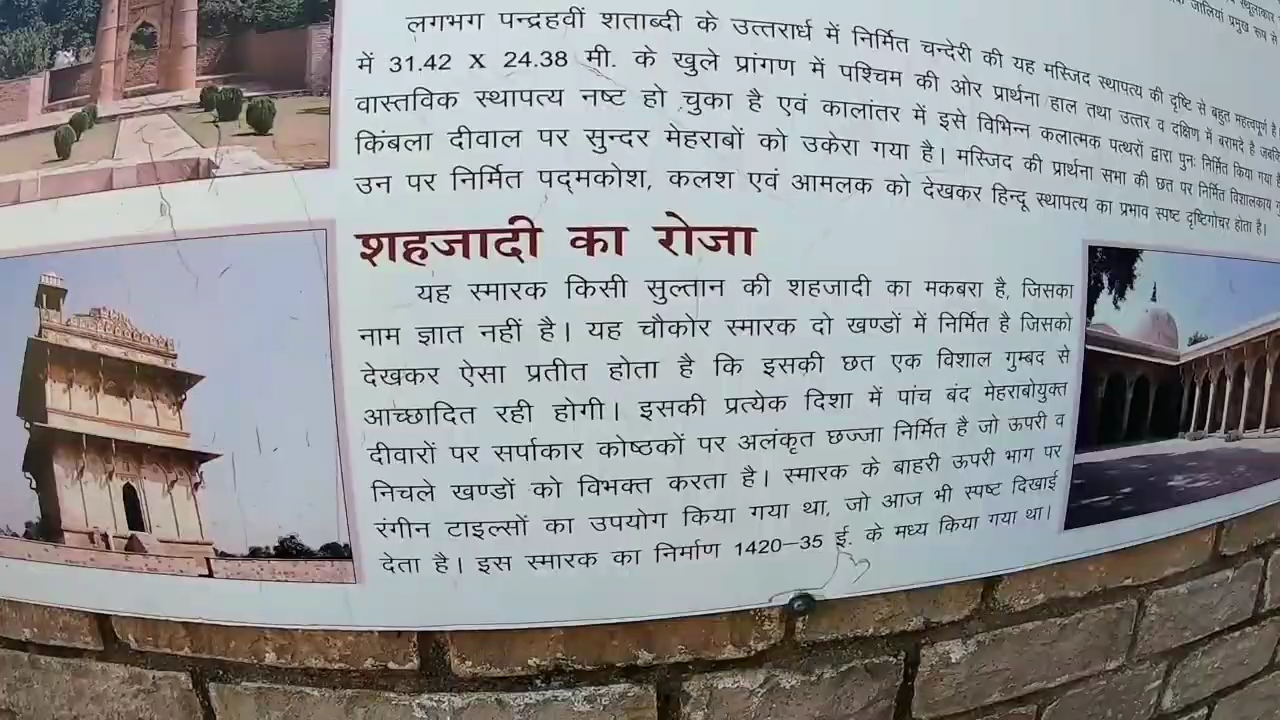 स्थूलाकार
जालियां प्रमुख रूप से
लगभग पन्द्रहवीं शताब्दी के उत्तरार्ध में निर्मित चन्देरी की यह मस्जिद स्थापत्य की दृष्टि से बहुत महत्वपूर्ण है
में 31.42 X 24.38 मी. के खुले प्रांगण में पश्चिम की ओर प्रार्थना हाल तथा उत्तर व दक्षिण में बरामदे है जबकि
वास्तविक स्थापत्य नष्ट हो चुका है एवं कालांतर में इसे विभिन्न कलात्मक पत्थरों द्वारा पुनः निर्मित किया गया है
किंबला दीवाल पर सुन्दर मेहराबों को उकेरा गया है। मस्जिद की प्रार्थना सभा की छत पर निर्मित विशालकाय
उन पर निर्मित पद्मकोश, कलश एवं आमलक को देखकर हिन्दू स्थापत्य का प्रभाव स्पष्ट दृष्टिगोचर होता है।
शहजादी का रोजा
यह स्मारक किसी सुल्तान की शहजादी का मकबरा है, जिसका
नाम ज्ञात नहीं है। यह चौकोर स्मारक दो खण्डों में निर्मित है जिसको
देखकर ऐसा प्रतीत होता है कि इसकी छत एक विशाल गुम्बद से
आच्छादित रही होगी। इसकी प्रत्येक दिशा में पांच बंद मेहराबोयुक्त
दीवारों पर सर्पाकार कोष्ठकों पर अलंकृत छज्जा निर्मित है जो ऊपरी व
निचले खण्डों को विभक्त करता है। स्मारक के बाहरी ऊपरी भाग पर
रंगीन टाइल्सों का उपयोग किया गया था, जो आज भी स्पष्ट दिखाई
देता है। इस स्मारक का निर्माण 1420–35 ई. के मध्य किया गया था।